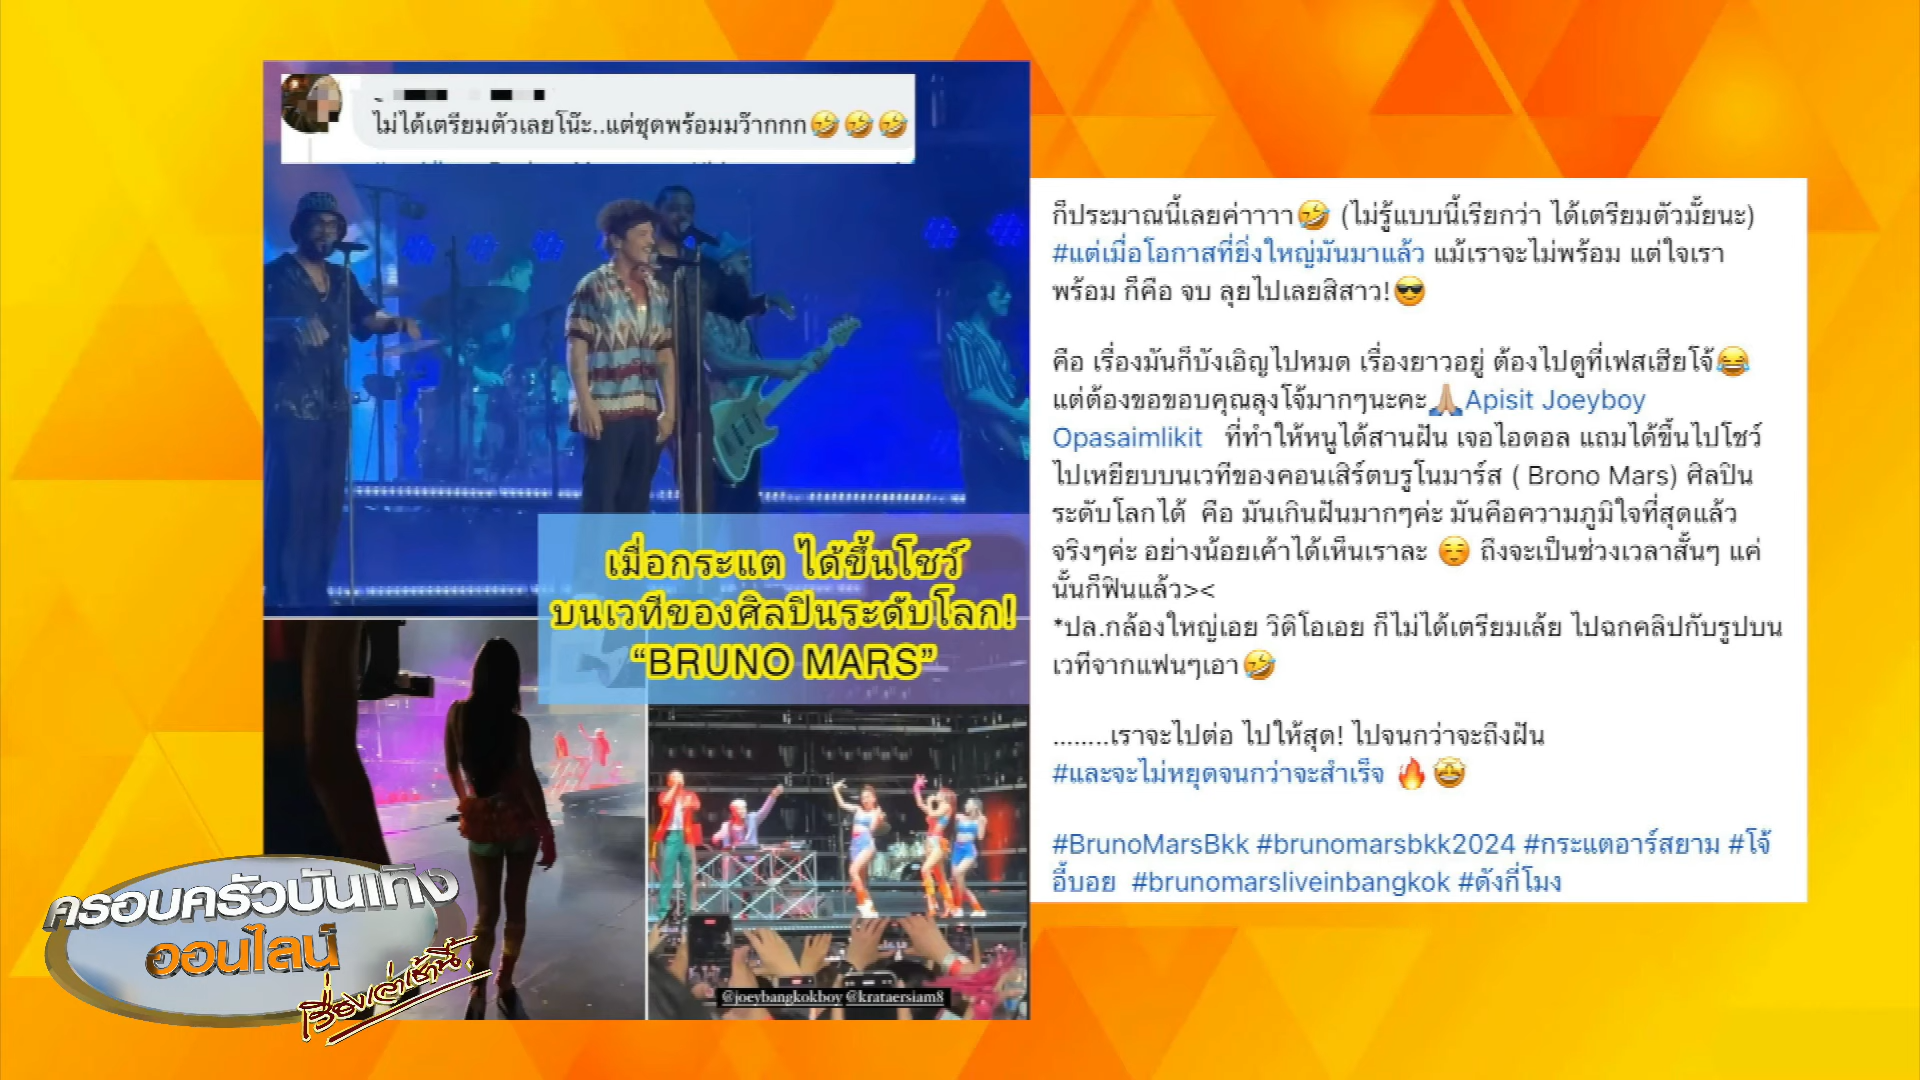 ไม่ได้เตรียมตัวเลยโน๊ะ..แต่ชุดพร้อมมว๊ากกก🤣🤣🤣
เมื่อกระแต ได้ขึ้นโชว์
บนเวทีของศิลปินระดับโลก!
“BRUNO MARS”
@joeybangkokboy @krataersiam8
ก็ประมาณนี้เลยค่าาาา🤣 (ไม่รู้แบบนี้เรียกว่า ได้เตรียมตัวมั้ยนะ)
#แต่เมื่อโอกาสที่ยิ่งใหญ่มันมาแล้ว แม้เราจะไม่พร้อม แต่ใจเรา
พร้อม ก็คือ จบ ลุยไปเลยสิสาว!😎
คือ เรื่องมันก็บังเอิญไปหมด เรื่องยาวอยู่ ต้องไปดูที่เฟสเฮียโจ้😂
แต่ต้องขอขอบคุณลุงโจ้มากๆนะคะ🙏🏼Apisit Joeyboy
Opasaimlikit ที่ทำให้หนูได้สานฝัน เจอไอดอล แถมได้ขึ้นไปโชว์
ไปเหยียบบนเวทีของคอนเสิร์ตบรูโนมาร์ส ( Brono Mars) ศิลปิน
ระดับโลกได้ คือ มันเกินฝันมากๆค่ะ มันคือความภูมิใจที่สุดแล้ว
จริงๆค่ะ อย่างน้อยเค้าได้เห็นเราละ ☺️ ถึงจะเป็นช่วงเวลาสั้นๆ แค่
นั้นก็ฟินแล้ว><
*ปล.กล้องใหญ่เอย วิดิโอเอย ก็ไม่ได้เตรียมเล้ย ไปฉกคลิปกับรูปบน
เวทีจากแฟนๆเอา🤣
........เราจะไปต่อ ไปให้สุด! ไปจนกว่าจะถึงฝัน
#และจะไม่หยุดจนกว่าจะสำเร็จ 🔥🤩
#BrunoMarsBkk #brunomarsbkk2024 #กระแตอาร์สยาม #โจ้
อี้บอย #brunomarsliveinbangkok #ดังกี่โมง
ครอบครัวบันเทิง
ออนไลน์
เรื่องเล่าเช้านี้